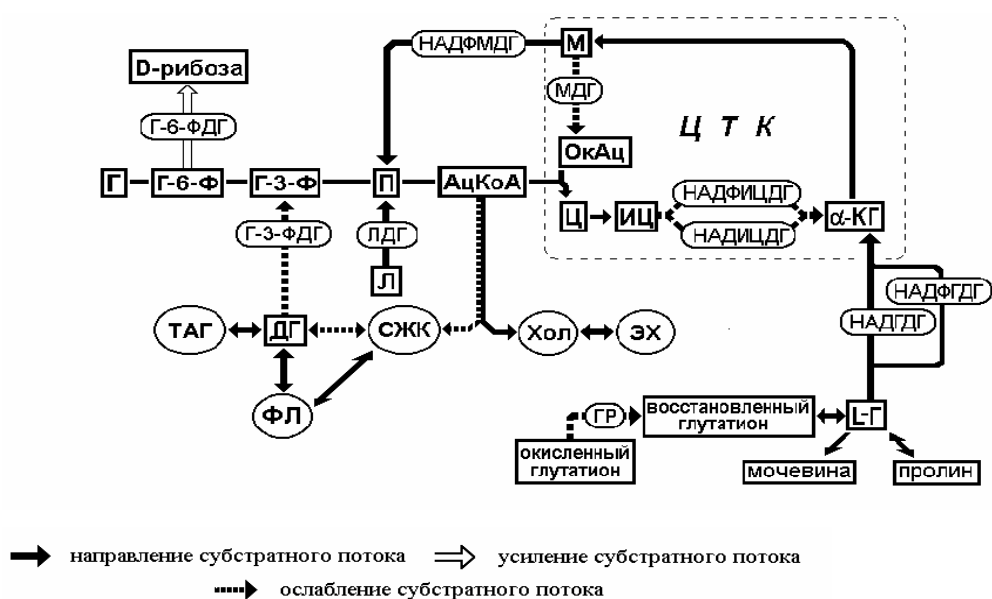 НАДФМДГ
М
D-рибоза
МДГ
Ц Т К
Г-6-ФДГ
ОкАц
Г
Г-6-Ф
Г-3-Ф
П
АцКоА
НАДФИЦДГ
Ц
ИЦ
α-КГ
Г-3-ФДГ
ЛДГ
НАДИЦДГ
Л
НАДФГДГ
НАДГДГ
ТАГ
ДГ
СЖК
Хол
ЭХ
ФЛ
ГР
восстановленный
глутатион
L-Г
окисленный
глутатион
мочевина
пролин
направление субстратного потока
усиление субстратного потока
ослабление субстратного потока